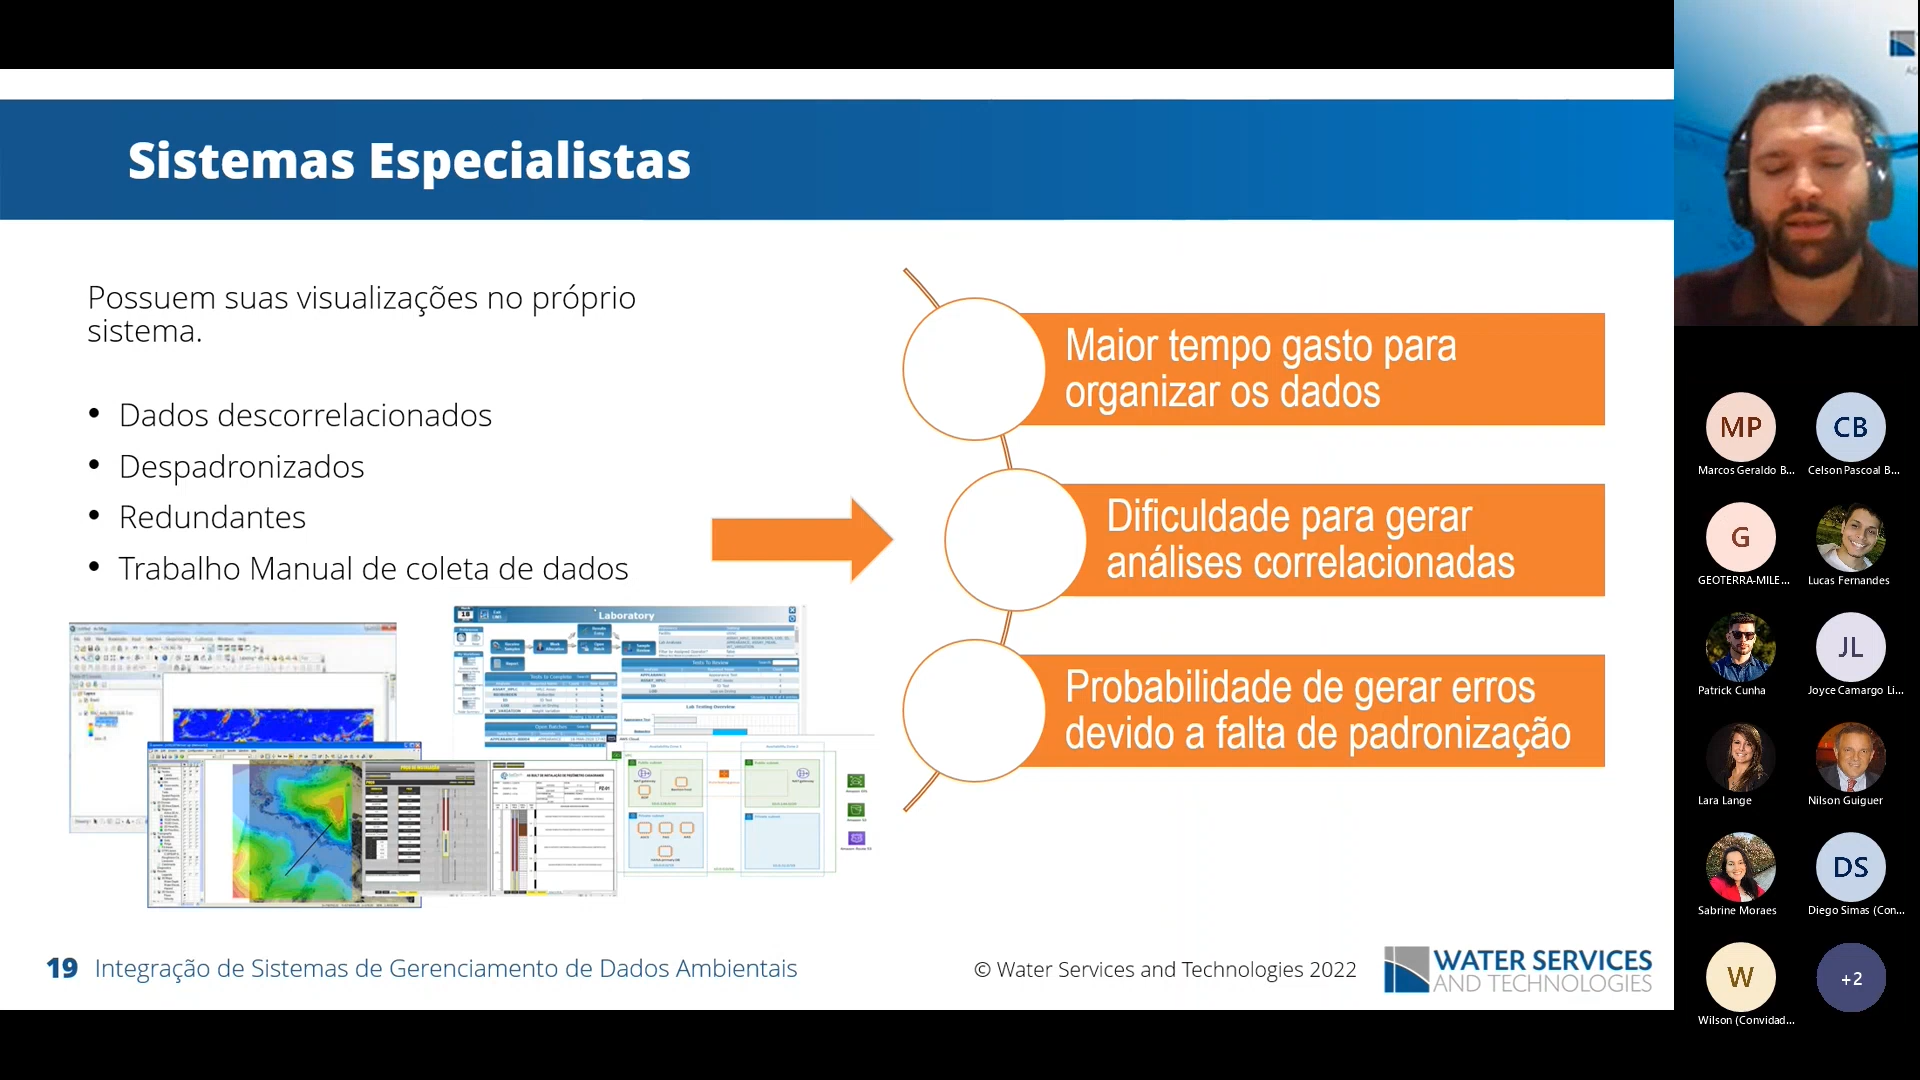 Sistemas Especialistas
Possuem suas visualizações no próprio
sistema.
• Dados descorrelacionados
• Despadronizados
• Redundantes
• Trabalho Manual de coleta de dados
Laboratory
Maior tempo gasto para
organizar os dados
Dificuldade para gerar
análises correlacionadas
Probabilidade de gerar erros
devido a falta de padronização
19 Integração de Sistemas de Gerenciamento de Dados Ambientais
© Water Services and Technologies 2022
WATER SERVICES
AND TECHNOLOGIES
MP
Marcos Geraldo B...
CB
Celson Pascoal B...
G
GEOTERRA-MILE...
Lucas Fernandes
Patrick Cunha
JL
Joyce Camargo Li...
Lara Lange
Nilson Guiguer
Sabrine Moraes
DS
Diego Simas (Con...
W
Wilson (Convidad...
+2